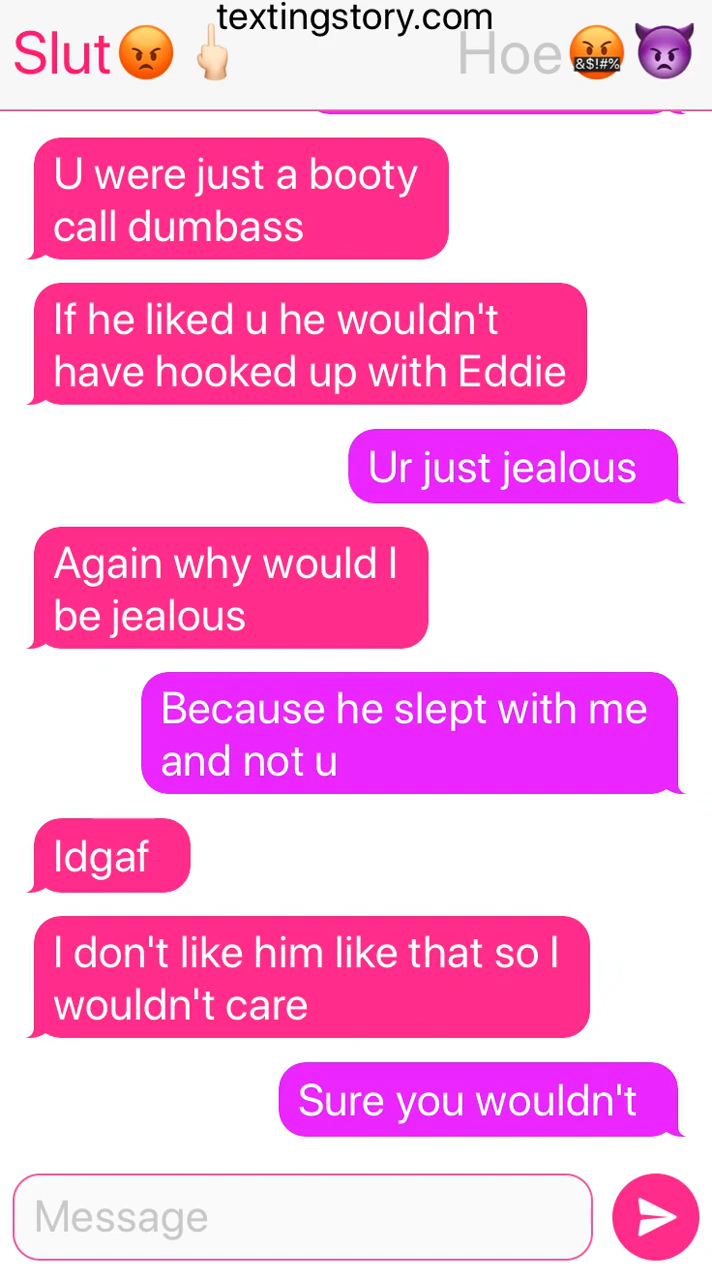 textingstory.com
Slut😡🖕🏻 Hoe🤬👿
U were just a booty
call dumbass
If he liked u he wouldn't
have hooked up with Eddie
Ur just jealous
Again why would I
be jealous
Because he slept with me
and not u
Idgaf
I don't like him like that so I
wouldn't care
Sure you wouldn't
Message